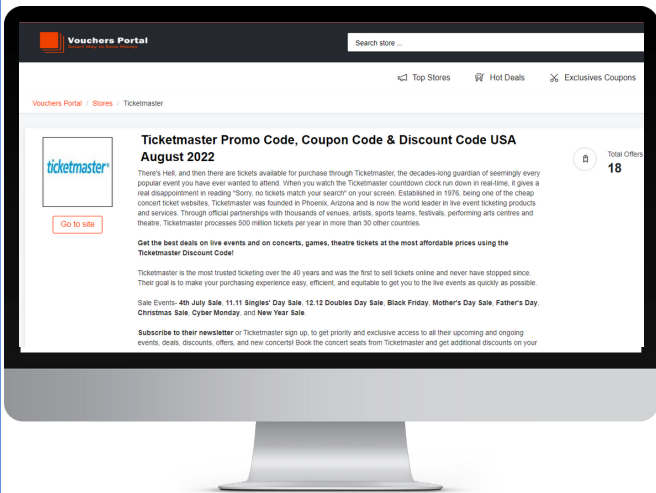 Vouchers Portal
Smart Way to Save Money
Search store ...
Top Stores
Hot Deals
Exclusives Coupons
Vouchers Portal / Stores / Ticketmaster
ticketmaster®
Go to site
Ticketmaster Promo Code, Coupon Code & Discount Code USA
August 2022
Total Offers
18
There's Hell, and then there are tickets available for purchase through Ticketmaster, the decades-long guardian of seemingly every
popular event you have ever wanted to attend. When you watch the Ticketmaster countdown clock run down in real-time, it gives a
real disappointment in reading "Sorry, no tickets match your search" on your screen. Established in 1976, being one of the cheap
concert ticket websites, Ticketmaster was founded in Phoenix, Arizona and is now the world leader in live event ticketing products
and services. Through official partnerships with thousands of venues, artists, sports teams, festivals, performing arts centres and
theatre, Ticketmaster processes 500 million tickets per year in more than 30 other countries.
Get the best deals on live events and on concerts, games, theatre tickets at the most affordable prices using the
Ticketmaster Discount Code!
Ticketmaster is the most trusted ticketing over the 40 years and was the first to sell tickets online and never have stopped since.
Their goal is to make your purchasing experience easy, efficient, and equitable to get you to the live events as quickly as possible.
Sale Events- 4th July Sale, 11.11 Singles' Day Sale, 12.12 Doubles Day Sale, Black Friday, Mother's Day Sale, Father's Day,
Christmas Sale, Cyber Monday, and New Year Sale.
Subscribe to their newsletter or Ticketmaster sign up, to get priority and exclusive access to all their upcoming and ongoing
events, deals, discounts, offers, and new concerts! Book the concert seats from Ticketmaster and get additional discounts on your